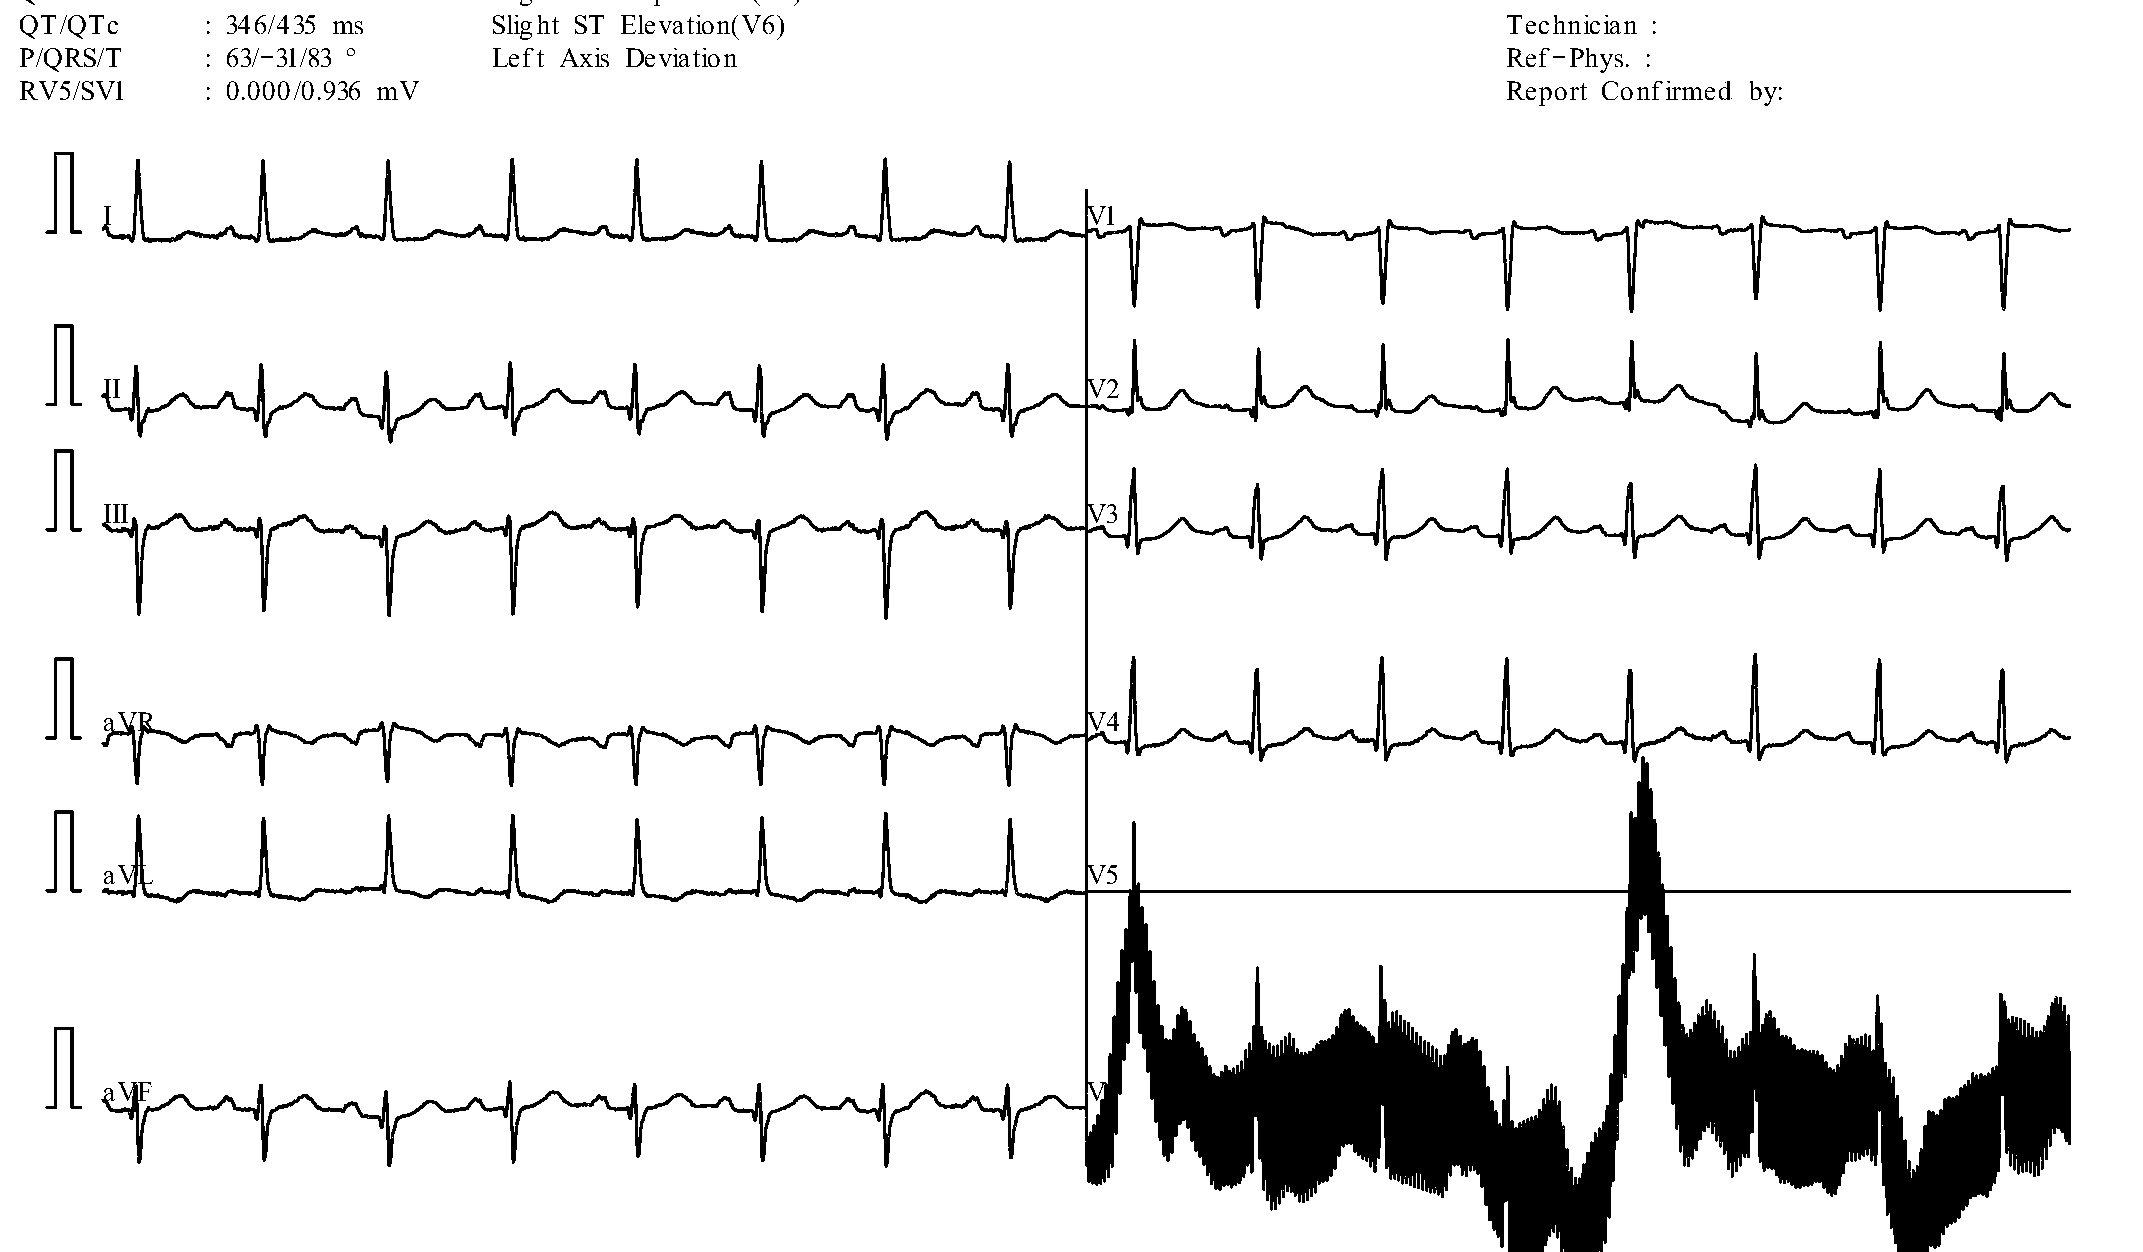 QT/QTc : 346/435 ms
P/QRS/T : 63/-31/83 °
RV5/SV1 : 0.000/0.936 mV
Slight ST Elevation(V6)
Left Axis Deviation
Technician :
Ref-Phys. :
Report Confirmed by:
I
II
III
aVR
aVL
aVF
V1
V2
V3
V4
V5
V